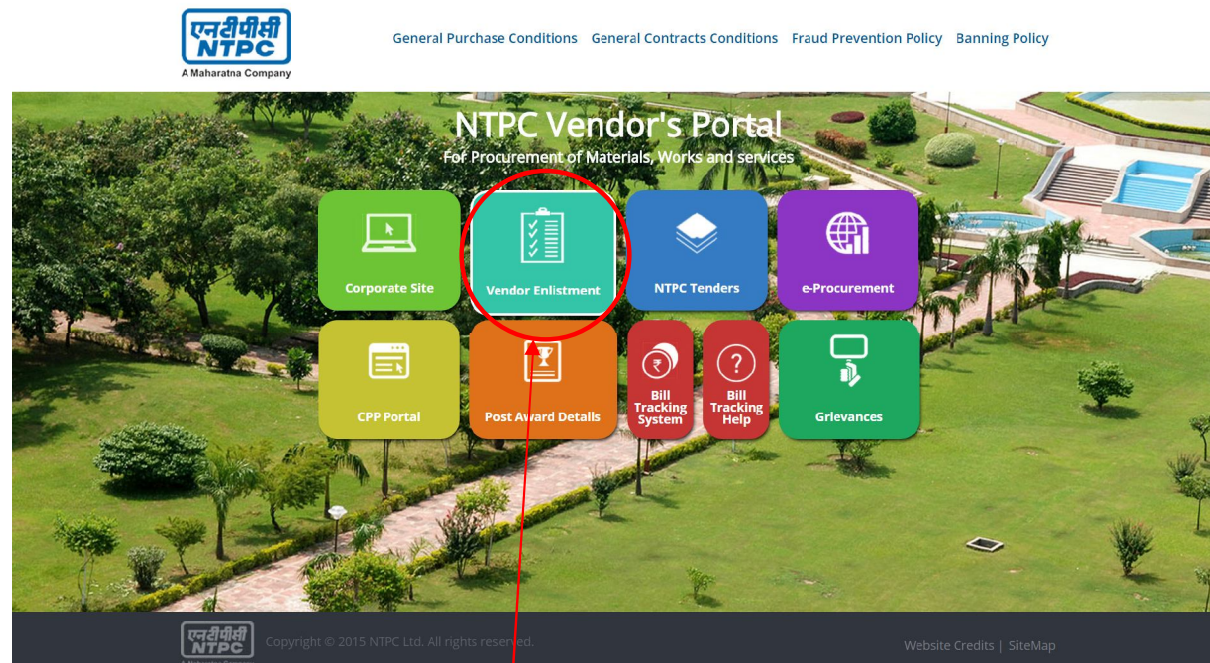 एनटीपीसी
NTPC
A Maharatna Company
General Purchase Conditions General Contracts Conditions Fraud Prevention Policy Banning Policy
NTPC Vendor's Portal
For Procurement of Materials, Works and services
Corporate Site
Vendor Enlistment
NTPC Tenders
e-Procurement
CPP Portal
Post Award Details
Bill
Tracking
System
Bill
Tracking
Help
Grievances
एनटीपीसी
NTPC
Copyright © 2015 NTPC Ltd. All rights reserved.
Website Credits | SiteMap